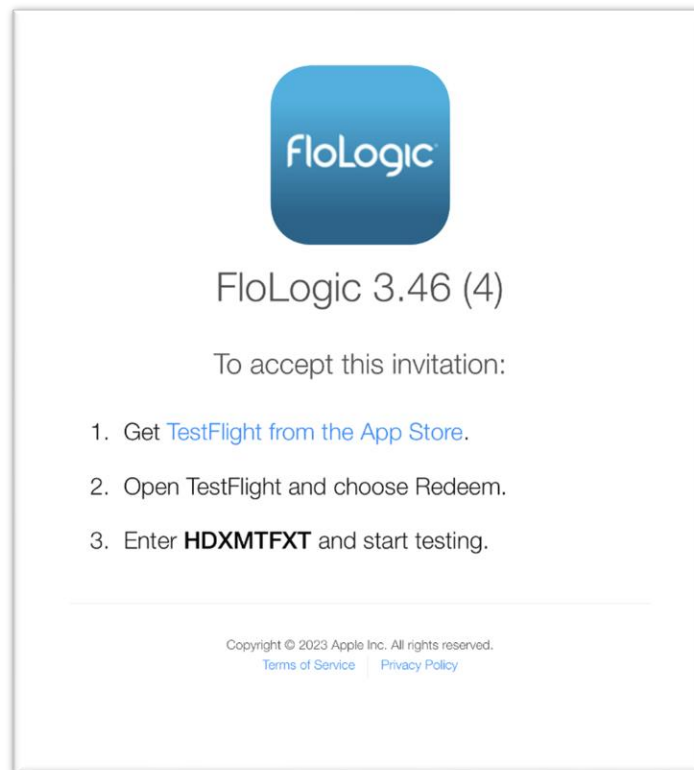 FloLogic
FloLogic 3.46 (4)
To accept this invitation:
1. Get TestFlight from the App Store.
2. Open TestFlight and choose Redeem.
3. Enter HDXMTFXT and start testing.
Copyright © 2023 Apple Inc. All rights reserved.
Terms of Service | Privacy Policy